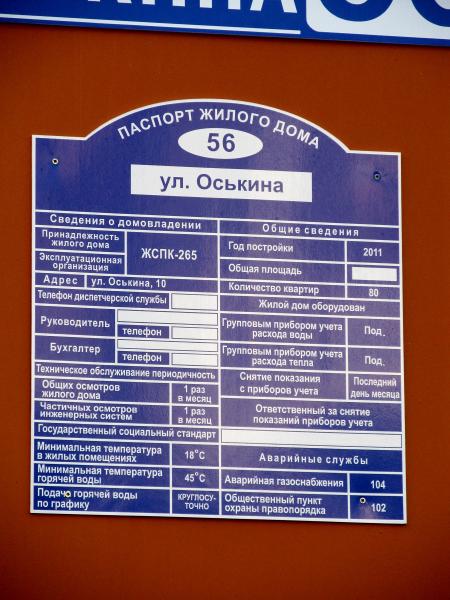 ПАСПОРТ ЖИЛОГО ДОМА
56
ул. Оськина
Сведения о домовладении
Принадлежность
жилого дома
Эксплуатационная
организация
ЖСПК-265
Адрес ул. Оськина, 10
Телефон диспетчерской службы
Руководитель
телефон
Бухгалтер
телефон
Техническое обслуживание периодичность
Общих осмотров
жилого дома
1 раз
в месяц
Частичных осмотров
инженерных систем
1 раз
в месяц
Государственный социальный стандарт
Минимальная температура
в жилых помещениях
18°С
Минимальная температура
горячей воды
45°С
Подача горячей воды
по графику
КРУГЛОСУ-
ТОЧНО
Общие сведения
Год постройки 2011
Общая площадь
Количество квартир 80
Жилой дом оборудован
Групповым прибором учета
расхода воды
Под.
Групповым прибором учета
расхода тепла
Под.
Снятие показания
с приборов учета
Последний
день месяца
Ответственный за снятие
показаний приборов учета
Аварийные службы
Аварийная газоснабжения 104
Общественный пункт
охраны правопорядка
102